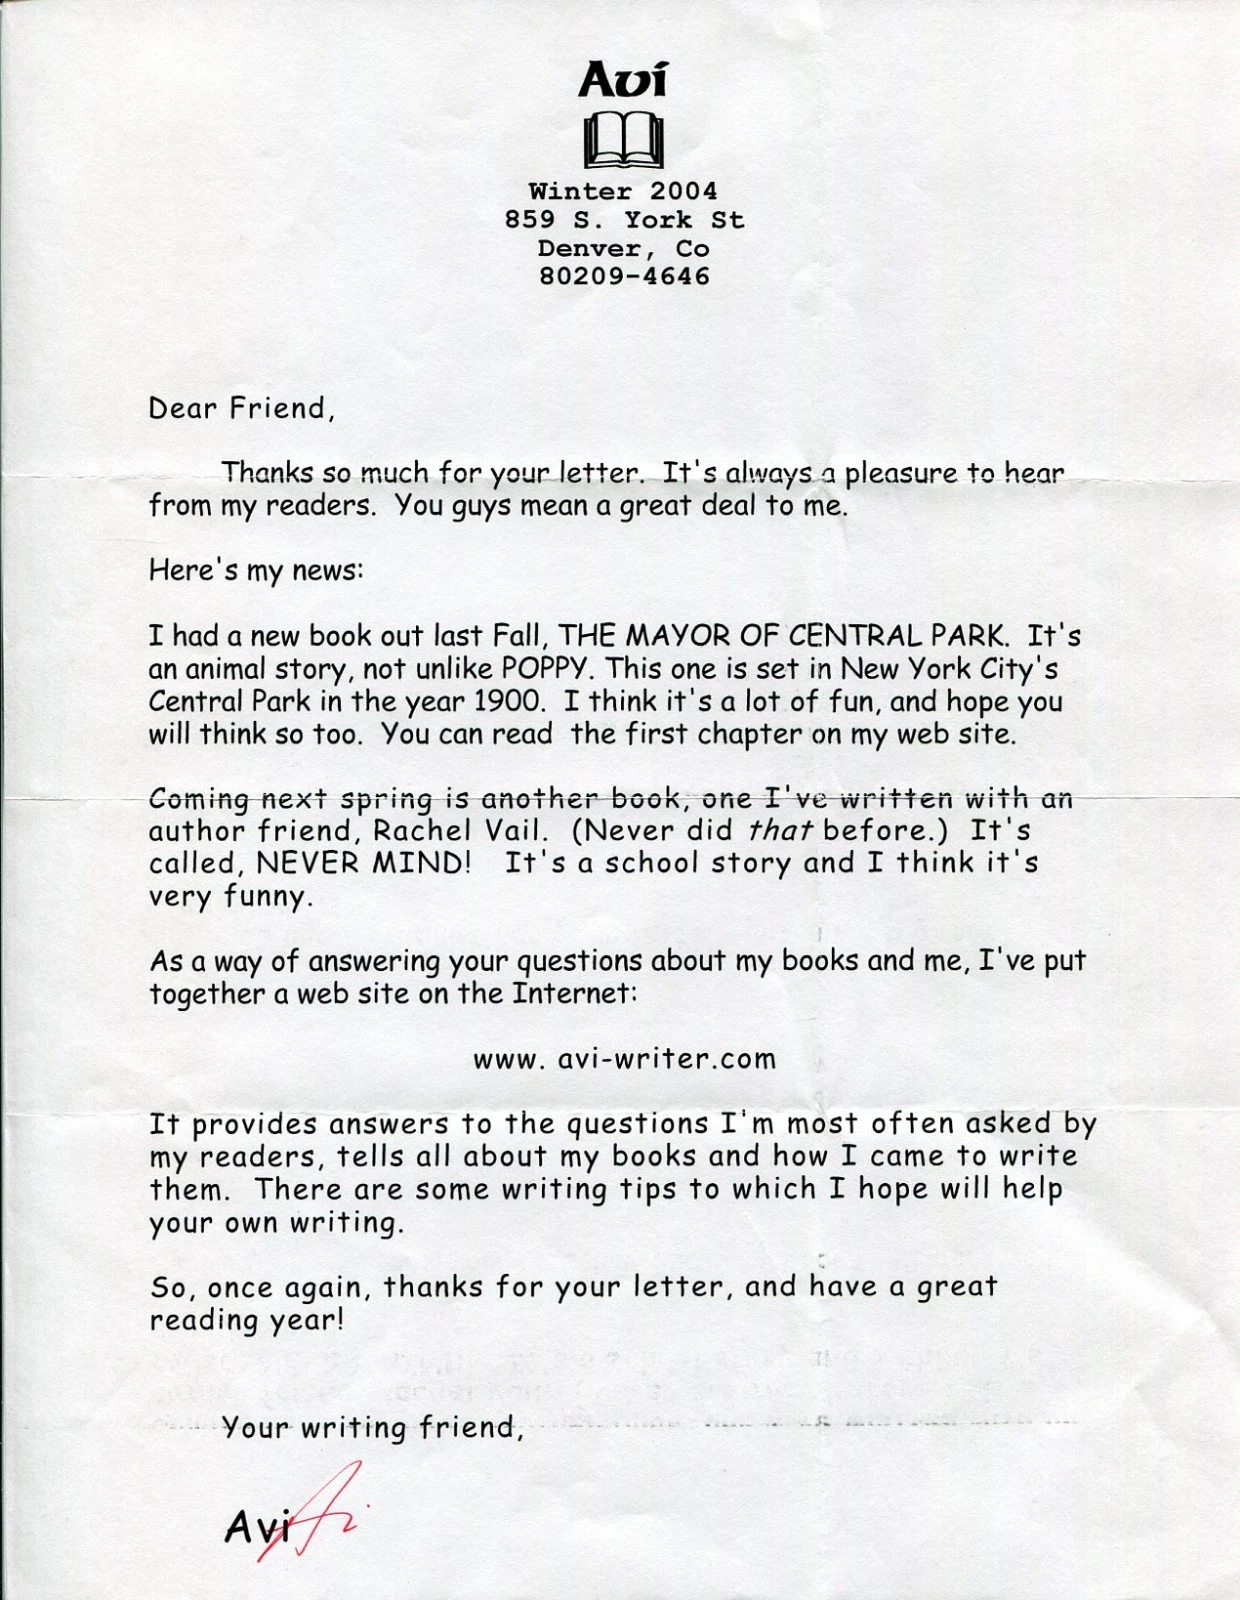 Avi
Winter 2004
859 S. York St
Denver, Co
80209-4646
Dear Friend,
Thanks so much for your letter. It's always a pleasure to hear
from my readers. You guys mean a great deal to me.
Here's my news:
I had a new book out last Fall, THE MAYOR OF CENTRAL PARK. It's
an animal story, not unlike POPPY. This one is set in New York City's
Central Park in the year 1900. I think it's a lot of fun, and hope you
will think so too. You can read the first chapter on my web site.
Coming next spring is another book, one I've written with an
author friend, Rachel Vail. (Never did that before.) It's
called, NEVER MIND! It's a school story and I think it's
very funny.
As a way of answering your questions about my books and me, I've put
together a web site on the Internet:
www. avi-writer.com
It provides answers to the questions I'm most often asked by
my readers, tells all about my books and how I came to write
them. There are some writing tips to which I hope will help
your own writing.
So, once again, thanks for your letter, and have a great
reading year!
Your writing friend,
Avi Avi